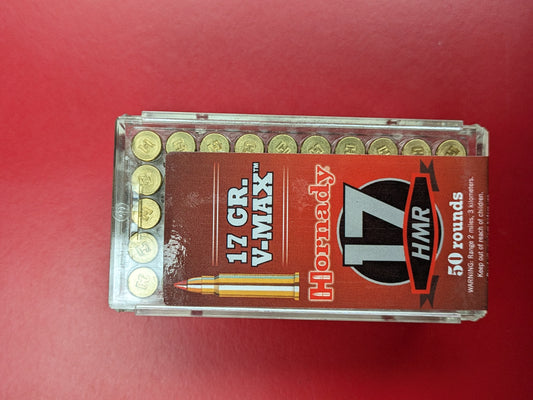 17 GR.
V-MAX™
Hornady
17
HMR
50 rounds
WARNING: Range 2 miles, 3 kilometers.
Keep out of reach of children.